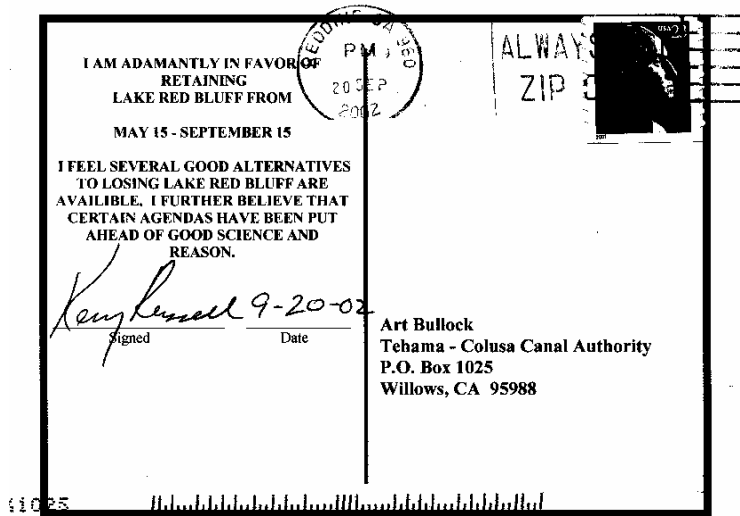 I AM ADAMANTLY IN FAVOR OF
RETAINING
LAKE RED BLUFF FROM
MAY 15 - SEPTEMBER 15
I FEEL SEVERAL GOOD ALTERNATIVES
TO LOSING LAKE RED BLUFF ARE
AVAILIBLE. I FURTHER BELIEVE THAT
CERTAIN AGENDAS HAVE BEEN PUT
AHEAD OF GOOD SCIENCE AND
REASON.
9-20-02
Signed Date
PM
20 SEP
2002
ALWAYS
ZIP
USA 23
Art Bullock
Tehama - Colusa Canal Authority
P.O. Box 1025
Willows, CA 95988